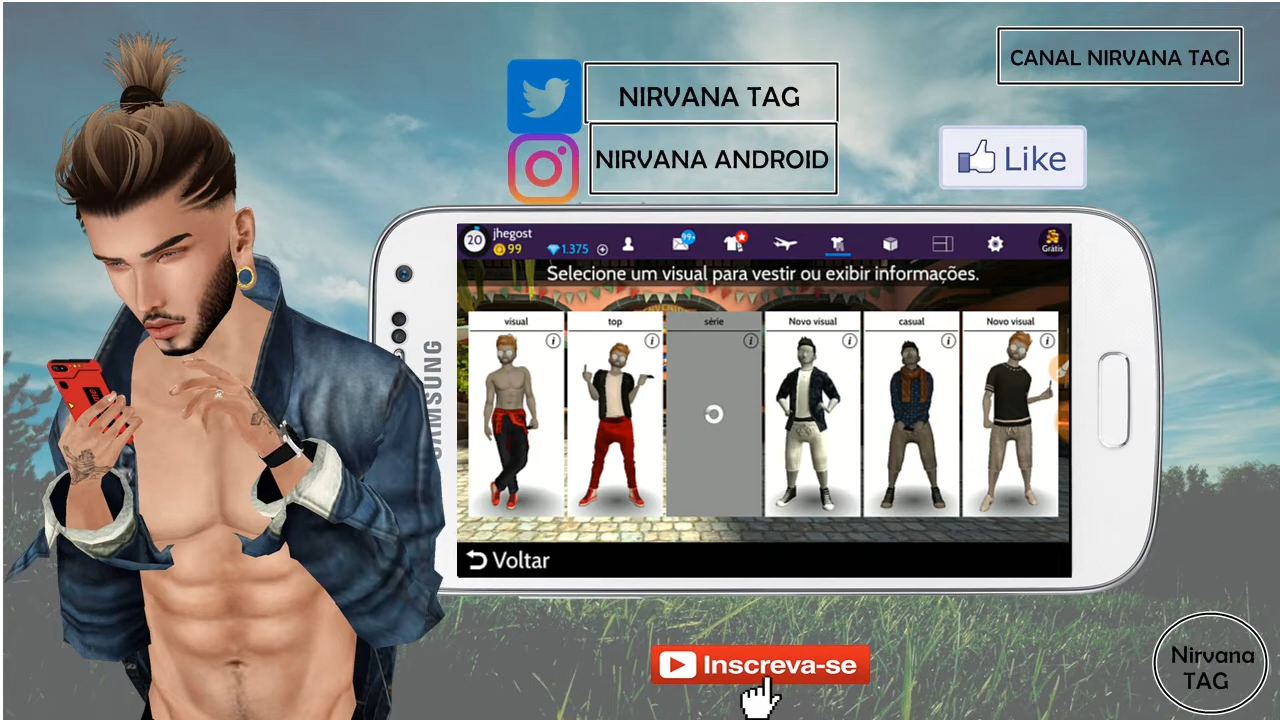 CANAL NIRVANA TAG
NIRVANA TAG
NIRVANA ANDROID
Like
SAMSUNG
20
jhegost
99
1.375
99+
Grátis
Selecione um visual para vestir ou exibir informações.
visual
top
série
Novo visual
casual
Novo visual
Voltar
Inscreva-se
Nirvana
TAG